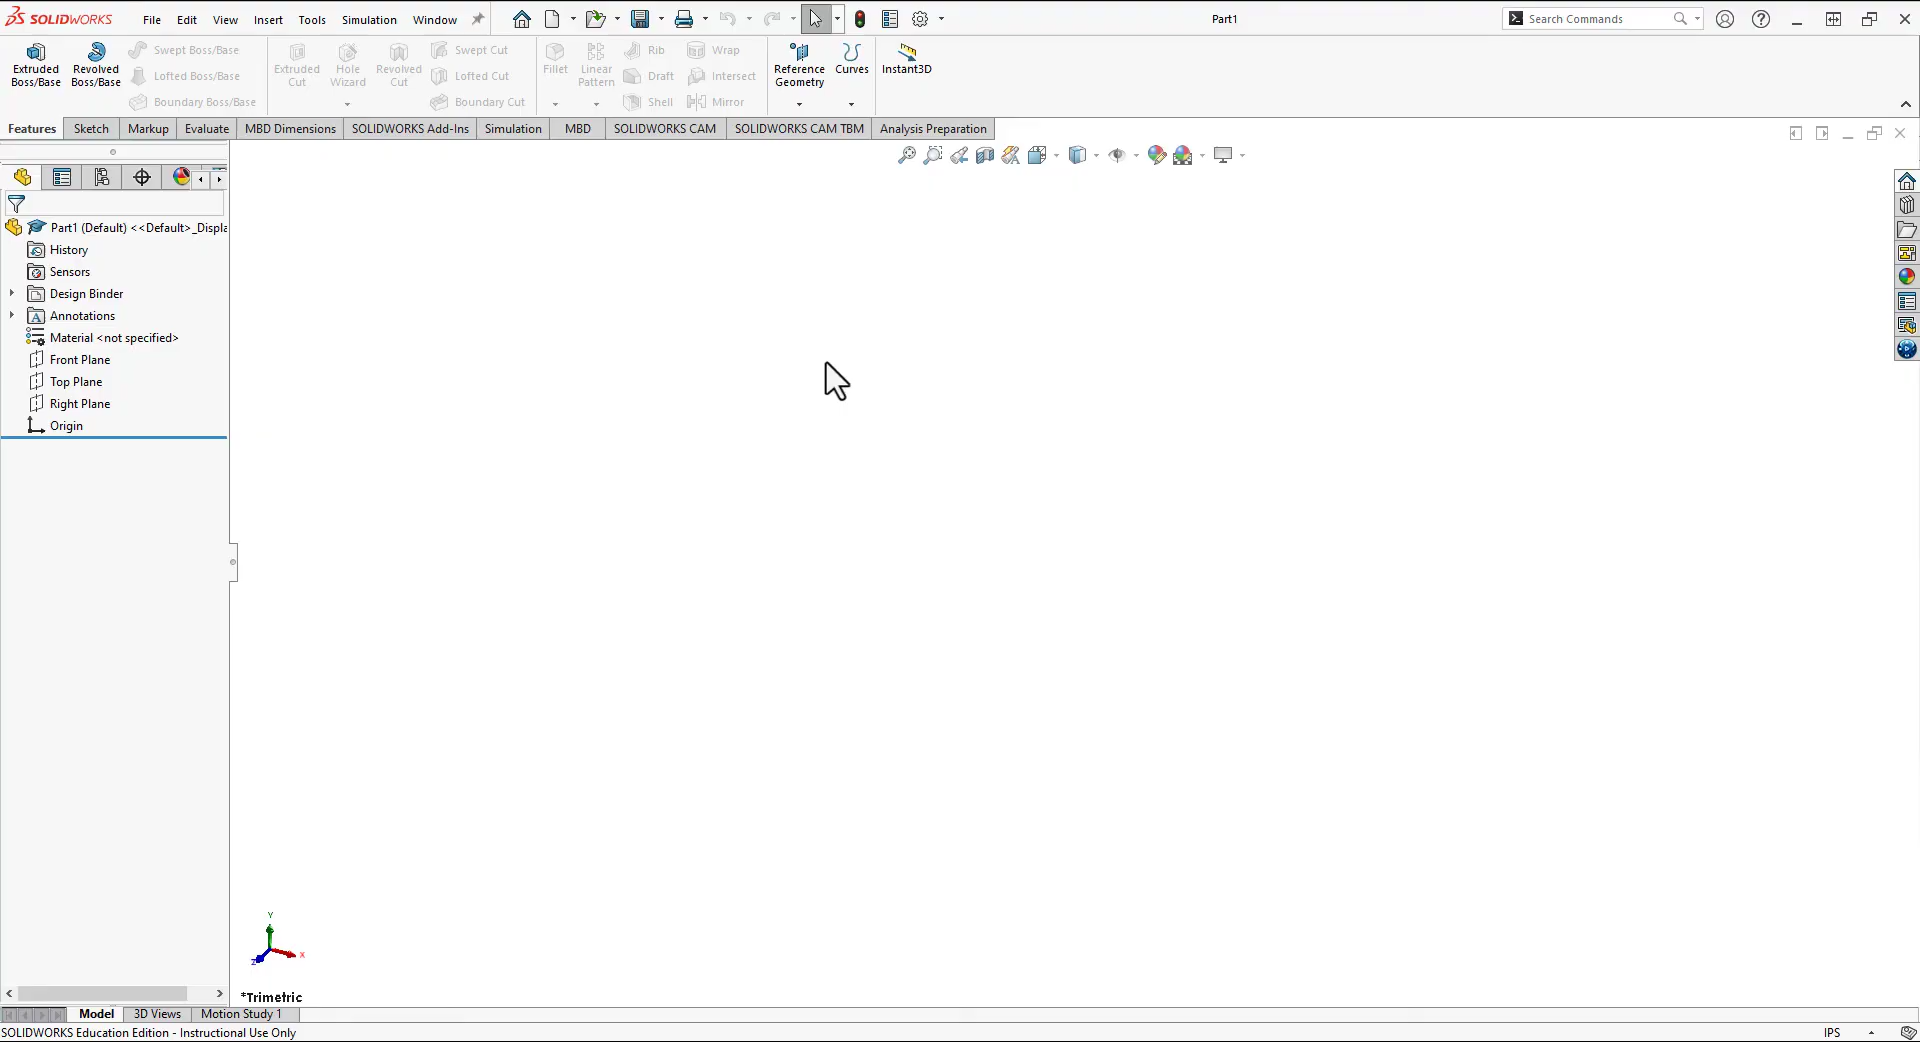 SOLIDWORKS File Edit View Insert Tools Simulation Window Part1 Search Commands
Extruded Boss/Base
Revolved Boss/Base
Swept Boss/Base
Lofted Boss/Base
Boundary Boss/Base
Extruded Cut
Hole Wizard
Revolved Cut
Swept Cut
Lofted Cut
Boundary Cut
Fillet
Linear Pattern
Rib
Draft
Shell
Wrap
Intersect
Mirror
Reference Geometry
Curves
Instant3D
Features Sketch Markup Evaluate MBD Dimensions SOLIDWORKS Add-Ins Simulation MBD SOLIDWORKS CAM SOLIDWORKS CAM TBM Analysis Preparation
Part1 (Default) <<Default>_Displa
History
Sensors
Design Binder
Annotations
Material <not specified>
Front Plane
Top Plane
Right Plane
Origin
Y
X
Z
*Trimetric
Model 3D Views Motion Study 1
SOLIDWORKS Education Edition - Instructional Use Only IPS